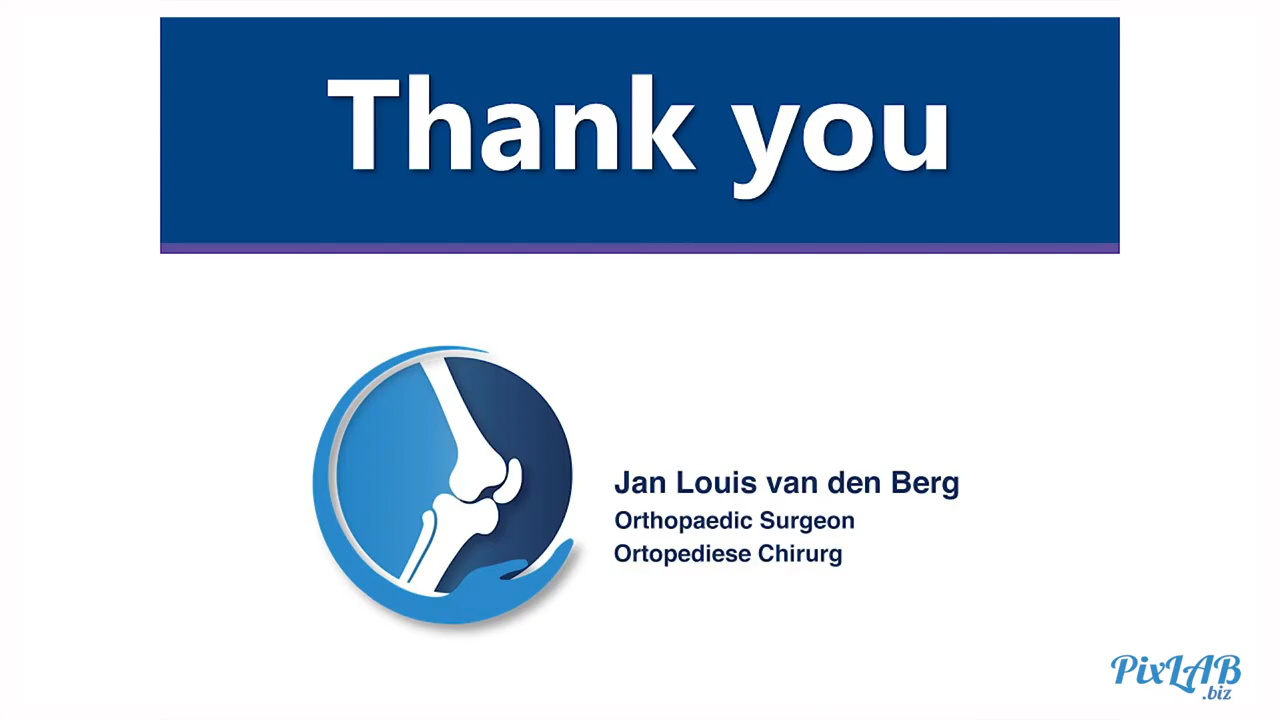 Thank you
Jan Louis van den Berg
Orthopaedic Surgeon
Ortopediese Chirurg
PixLAB
.biz